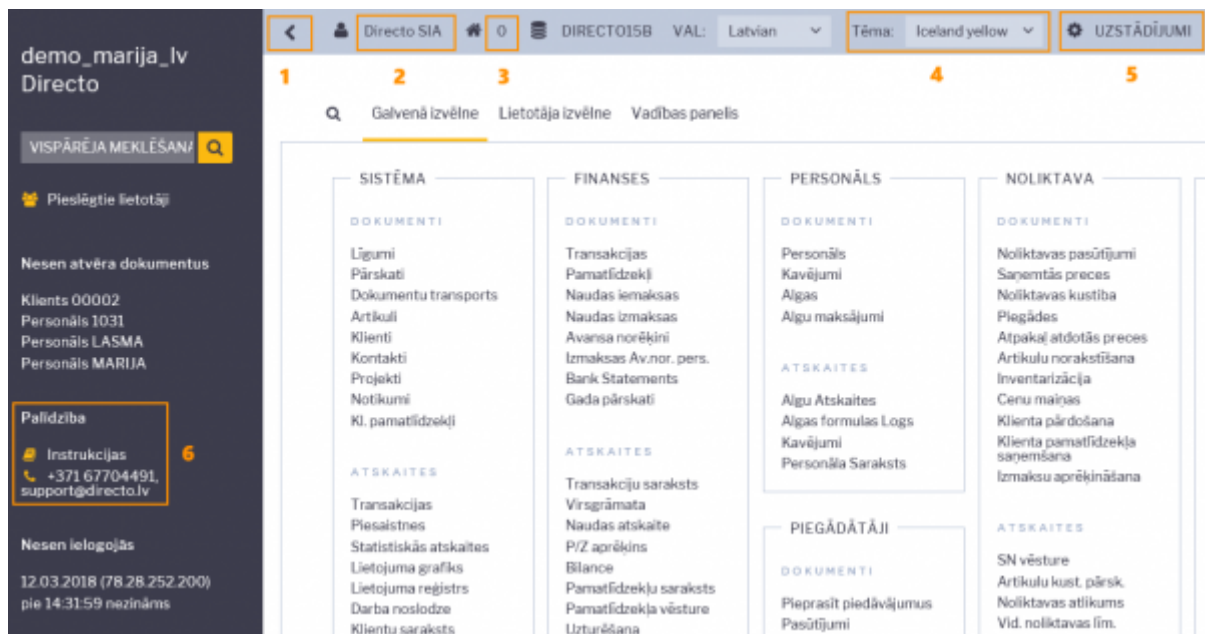 demo_marija_lv
Directo
VISPĀRĒJA MEKLĒŠANA
Pieslēgtie lietotāji
Nesen atvēra dokumentus
Klients 00002
Personāls 1031
Personāls LASMA
Personāls MARIJA
Palīdzība
Instrukcijas
+371 67704491,
support@directo.lv
6
Nesen ielogojās
12.03.2018 (78.28.252.200)
pie 14:31:59 nezināms
Directo SIA 0 DIRECTO15B VAL: Latvian Tēma: Iceland yellow UZSTĀDĪJUMI
1 2 3 4 5
Galvenā izvēlne Lietotāja izvēlne Vadības panelis
SISTĒMA
DOKUMENTI
Līgumi
Pārskati
Dokumentu transports
Artikuli
Klienti
Kontakti
Projekti
Notikumi
Kl. pamatlīdzekļi
ATSKAITES
Transakcijas
Piesaistnes
Statistiskās atskaites
Lietojuma grafiks
Lietojuma reģistrs
Darba noslodze
Klientu saraksts
FINANSES
DOKUMENTI
Transakcijas
Pamatlīdzekļi
Naudas iemaksas
Naudas izmaksas
Avansa norēķini
Izmaksas Av.nor. pers.
Bank Statements
Gada pārskati
ATSKAITES
Transakciju saraksts
Virsgrāmata
Naudas atskaite
P/Z aprēķins
Bilance
Pamatlīdzekļu saraksts
Pamatlīdzekļa vēsture
Uzturēšana
PERSONĀLS
DOKUMENTI
Personāls
Kavējumi
Algas
Algu maksājumi
ATSKAITES
Algu Atskaites
Algas formulas Logs
Kavējumi
Personāla Saraksts
PIEGĀDĀTĀJI
DOKUMENTI
Pieprasīt piedāvājumus
Pasūtījumi
NOLIKTAVA
DOKUMENTI
Noliktavas pasūtījumi
Saņemtās preces
Noliktavas kustība
Piegādes
Atpakaļ atdotās preces
Artikulu norakstīšana
Inventarizācija
Cenu maiņas
Klienta pārdošana
Klienta pamatlīdzekļa
saņemšana
Izmaksu aprēķināšana
ATSKAITES
SN vēsture
Artikulu kust. pārsk.
Noliktavas atlikums
Vid. noliktavas līm.